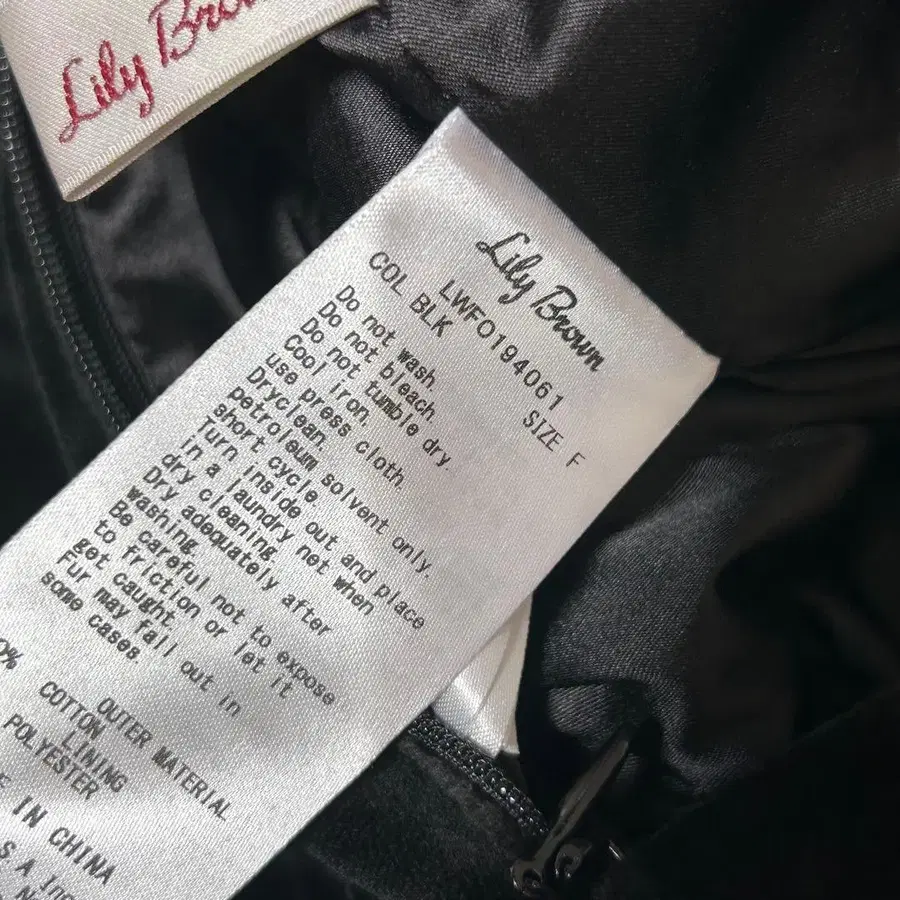 Lily
Lily Brown
LWFO194061
COL BLK SIZE F
Do not wash.
Do not bleach.
Do not tumble dry.
Cool iron.
use press cloth.
Dryclean.
petroleum solvent only.
short cycle.
Turn inside out and place
in a laundry net when
dry cleaning.
Dry adequately after
washing.
Be careful not to expose
to friction or let it
get caught.
Fur may fall out in
some cases.
OUTER MATERIAL
COTTON
LINING
POLYESTER
IN CHINA
A